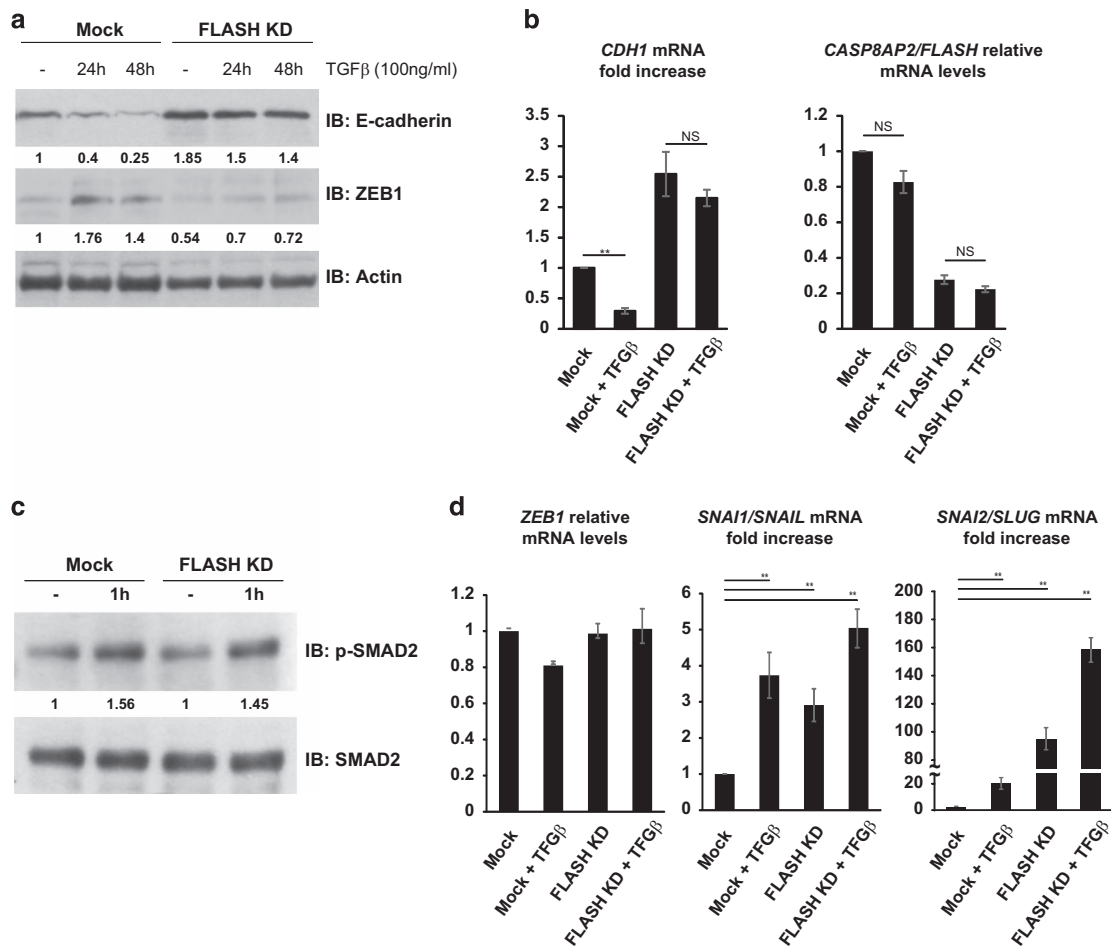 a
Mock FLASH KD
- 24h 48h - 24h 48h TGFβ (100ng/ml)
IB: E-cadherin
1 0.4 0.25 1.85 1.5 1.4
IB: ZEB1
1 1.76 1.4 0.54 0.7 0.72
IB: Actin
b
CDH1 mRNA
fold increase
3.5
3
2.5
2
1.5
1
0.5
0
**
NS
Mock
Mock + TFGβ
FLASH KD
FLASH KD + TFGβ
CASP8AP2/FLASH relative
mRNA levels
1.2
1
0.8
0.6
0.4
0.2
0
NS
NS
Mock
Mock + TFGβ
FLASH KD
FLASH KD + TFGβ
c
Mock FLASH KD
- 1h - 1h
IB: p-SMAD2
1 1.56 1 1.45
IB: SMAD2
d
ZEB1 relative
mRNA levels
1.2
1
0.8
0.6
0.4
0.2
0
Mock
Mock + TFGβ
FLASH KD
FLASH KD + TFGβ
SNAI1/SNAIL mRNA
fold increase
**
**
**
6
5
4
3
2
1
0
Mock
Mock + TFGβ
FLASH KD
FLASH KD + TFGβ
SNAI2/SLUG mRNA
fold increase
**
**
**
200
180
160
140
120
100
80
20
0
Mock
Mock + TFGβ
FLASH KD
FLASH KD + TFGβ